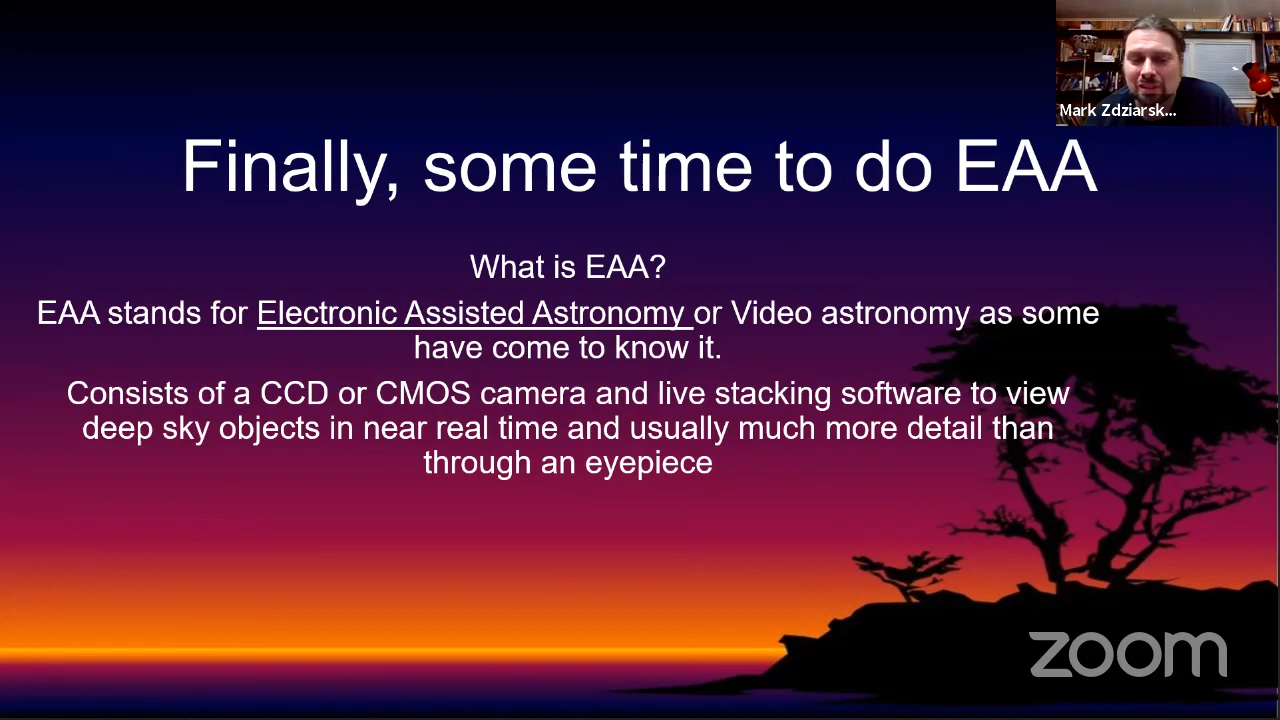 Mark Zdziarsk...
Finally, some time to do EAA
What is EAA?
EAA stands for Electronic Assisted Astronomy or Video astronomy as some
have come to know it.
Consists of a CCD or CMOS camera and live stacking software to view
deep sky objects in near real time and usually much more detail than
through an eyepiece
zoom